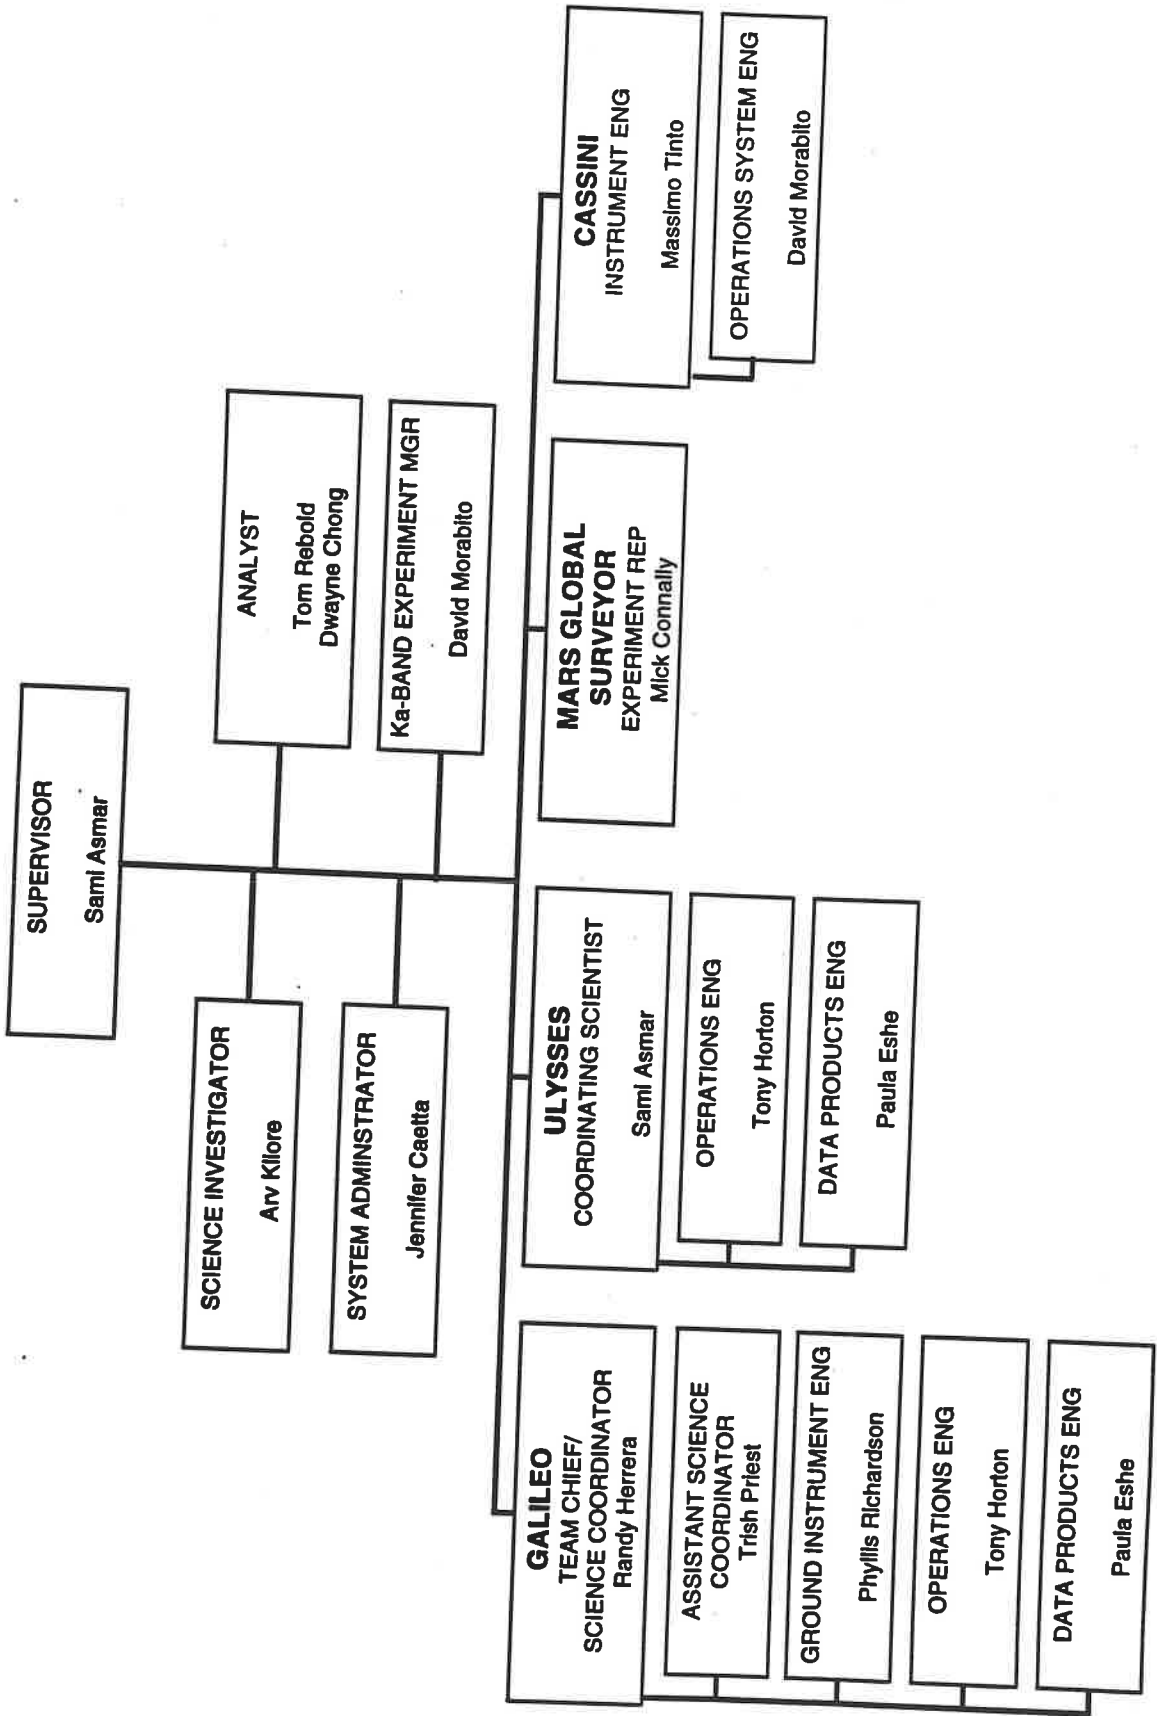 SUPERVISOR
Sami Asmar
SCIENCE INVESTIGATOR
Arv Kliore
SYSTEM ADMINSTRATOR
Jennifer Caetta
ANALYST
Tom Rebold
Dwayne Chong
Ka-BAND EXPERIMENT MGR
David Morabito
GALILEO
TEAM CHIEF/
SCIENCE COORDINATOR
Randy Herrera
ASSISTANT SCIENCE
COORDINATOR
Trish Priest
GROUND INSTRUMENT ENG
Phyllis Richardson
OPERATIONS ENG
Tony Horton
DATA PRODUCTS ENG
Paula Eshe
ULYSSES
COORDINATING SCIENTIST
Sami Asmar
OPERATIONS ENG
Tony Horton
DATA PRODUCTS ENG
Paula Eshe
MARS GLOBAL
SURVEYOR
EXPERIMENT REP
Mick Connally
CASSINI
INSTRUMENT ENG
Massimo Tinto
OPERATIONS SYSTEM ENG
David Morabito